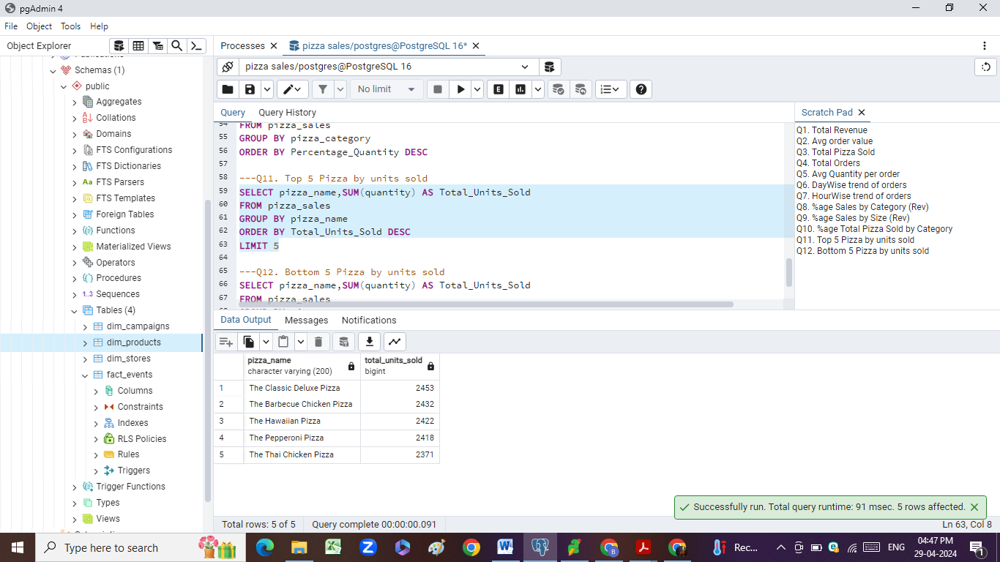 pgAdmin 4
File Object Tools Help
Object Explorer
Processes
pizza sales/postgres@PostgreSQL 16*
Schemas (1)
public
Aggregates
Collations
Domains
FTS Configurations
FTS Dictionaries
Aa FTS Parsers
FTS Templates
Foreign Tables
Functions
Materialized Views
Operators
Procedures
1..3 Sequences
Tables (4)
dim_campaigns
dim_products
dim_stores
fact_events
Columns
Constraints
Indexes
RLS Policies
Rules
Triggers
Trigger Functions
Types
Views
pizza sales/postgres@PostgreSQL 16
No limit
Query Query History
54 FROM pizza_sales
55 GROUP BY pizza_category
56 ORDER BY Percentage_Quantity DESC
57
58 ---Q11. Top 5 Pizza by units sold
59 SELECT pizza_name,SUM(quantity) AS Total_Units_Sold
60 FROM pizza_sales
61 GROUP BY pizza_name
62 ORDER BY Total_Units_Sold DESC
63 LIMIT 5
64
65 ---Q12. Bottom 5 Pizza by units sold
66 SELECT pizza_name,SUM(quantity) AS Total_Units_Sold
67 FROM pizza_sales
Scratch Pad
Q1. Total Revenue
Q2. Avg order value
Q3. Total Pizza Sold
Q4. Total Orders
Q5. Avg Quantity per order
Q6. DayWise trend of orders
Q7. HourWise trend of orders
Q8. %age Sales by Category (Rev)
Q9. %age Sales by Size (Rev)
Q10. %age Total Pizza Sold by Category
Q11. Top 5 Pizza by units sold
Q12. Bottom 5 Pizza by units sold
Data Output Messages Notifications
pizza_name total_units_sold
character varying (200) bigint
1 The Classic Deluxe Pizza 2453
2 The Barbecue Chicken Pizza 2432
3 The Hawaiian Pizza 2422
4 The Pepperoni Pizza 2418
5 The Thai Chicken Pizza 2371
Successfully run. Total query runtime: 91 msec. 5 rows affected.
Total rows: 5 of 5 Query complete 00:00:00.091 Ln 63, Col 8
Type here to search
Rec...
ENG
04:47 PM
29-04-2024
1